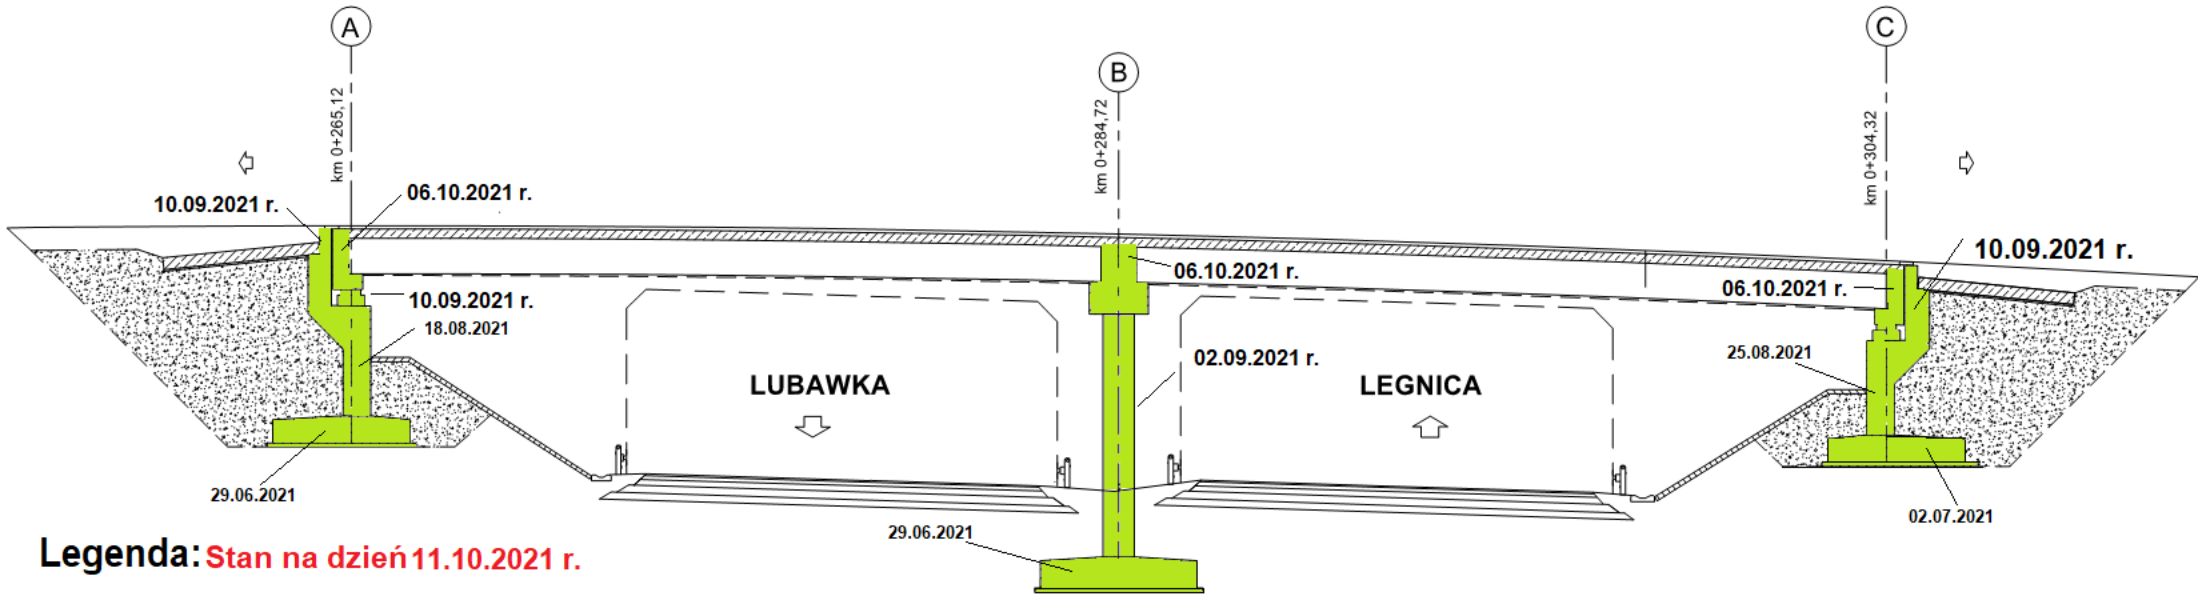 A
B
C
km 0+265,12
km 0+284,72
km 0+304,32
10.09.2021 r.
06.10.2021 r.
10.09.2021 r.
18.08.2021
29.06.2021
06.10.2021 r.
02.09.2021 r.
29.06.2021
10.09.2021 r.
06.10.2021 r.
25.08.2021
02.07.2021
LUBAWKA
LEGNICA
Legenda: Stan na dzień 11.10.2021 r.